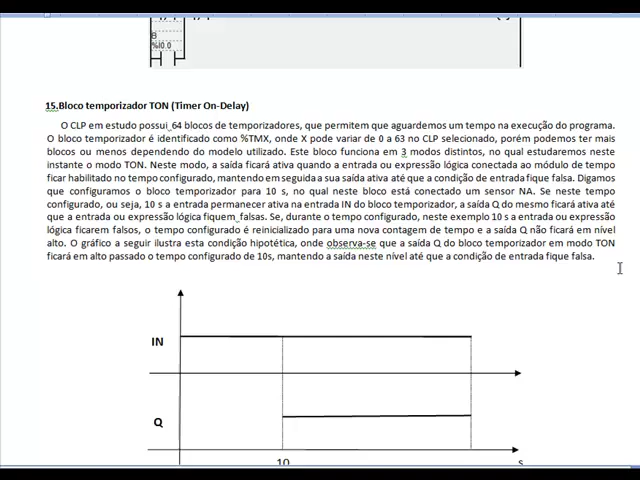 B
%I0.0
15.Bloco temporizador TON (Timer On-Delay)
O CLP em estudo possui 64 blocos de temporizadores, que permitem que aguardemos um tempo na execução do programa.
O bloco temporizador é identificado como %TMX, onde X pode variar de 0 a 63 no CLP selecionado, porém podemos ter mais
blocos ou menos dependendo do modelo utilizado. Este bloco funciona em 3 modos distintos, no qual estudaremos neste
instante o modo TON. Neste modo, a saída ficará ativa quando a entrada ou expressão lógica conectada ao módulo de tempo
ficar habilitado no tempo configurado, mantendo em seguida a sua saída ativa até que a condição de entrada fique falsa. Digamos
que configuramos o bloco temporizador para 10 s, no qual neste bloco está conectado um sensor NA. Se neste tempo
configurado, ou seja, 10 s permanecer ativa na entrada IN do bloco temporizador, a saída Q do mesmo ficará ativa até
que a entrada ou expressão lógica fiquem falsas. Se, durante o tempo configurado, neste exemplo 10 s a entrada ou expressão
lógica ficarem falsos, o tempo configurado é reinicializado para uma nova contagem de tempo e a saída Q não ficará em nível
alto. O gráfico a seguir ilustra esta condição hipotética, onde observa-se que a saída Q do bloco temporizador em modo TON
ficará em alto passado o tempo configurado de 10s, mantendo a saída neste nível até que a condição de entrada fique falsa.
IN
Q
10 s